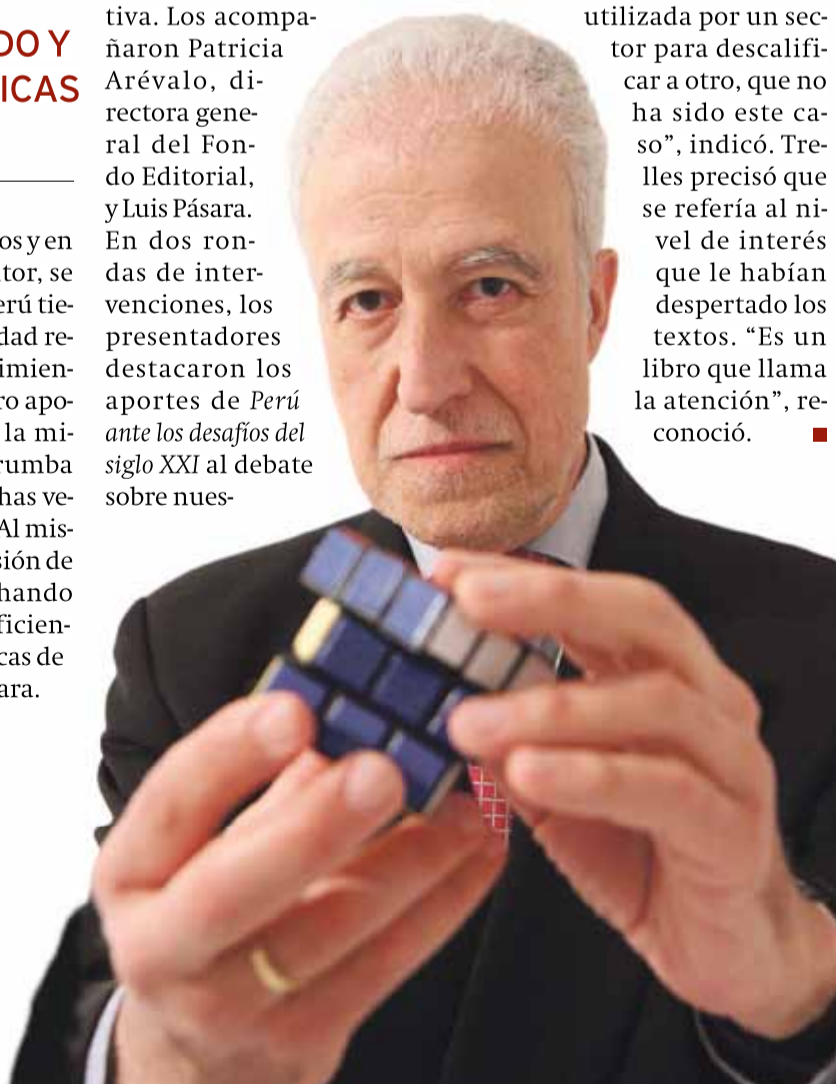 DO Y
ICAS
os y en
tor, se
erú tie-
dad re-
imien-
ro apo-
la mi-
rumba
has ve-
Al mis-
sión de
hando
ficien-
cas de
ara.
tiva. Los acompa-
ñaron Patricia
Arévalo, di-
rectora gene-
ral del Fon-
do Editorial,
y Luis Pásara.
En dos ron-
das de inter-
venciones, los
presentadores
destacaron los
aportes de Perú
ante los desafíos del
siglo XXI al debate
sobre nues-
utilizada por un sec-
tor para descalifi-
car a otro, que no
ha sido este ca-
so”, indicó. Tre-
lles precisó que
se refería al ni-
vel de interés
que le habían
despertado los
textos. “Es un
libro que llama
la atención”, re-
conoció.